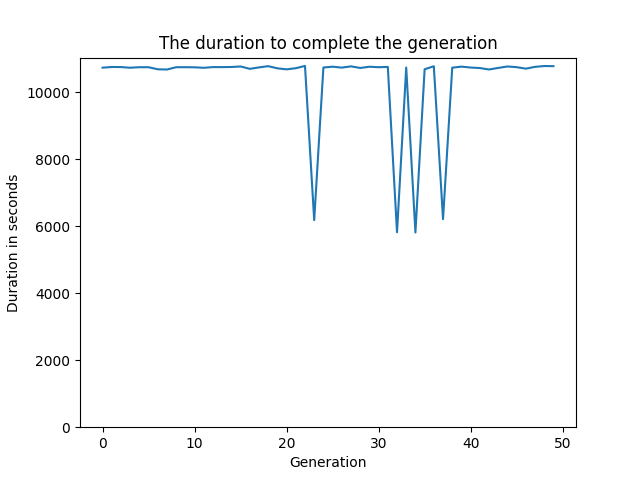 The duration to complete the generation
10000
8000
6000
4000
2000
0
Duration in seconds
0 10 20 30 40 50
Generation